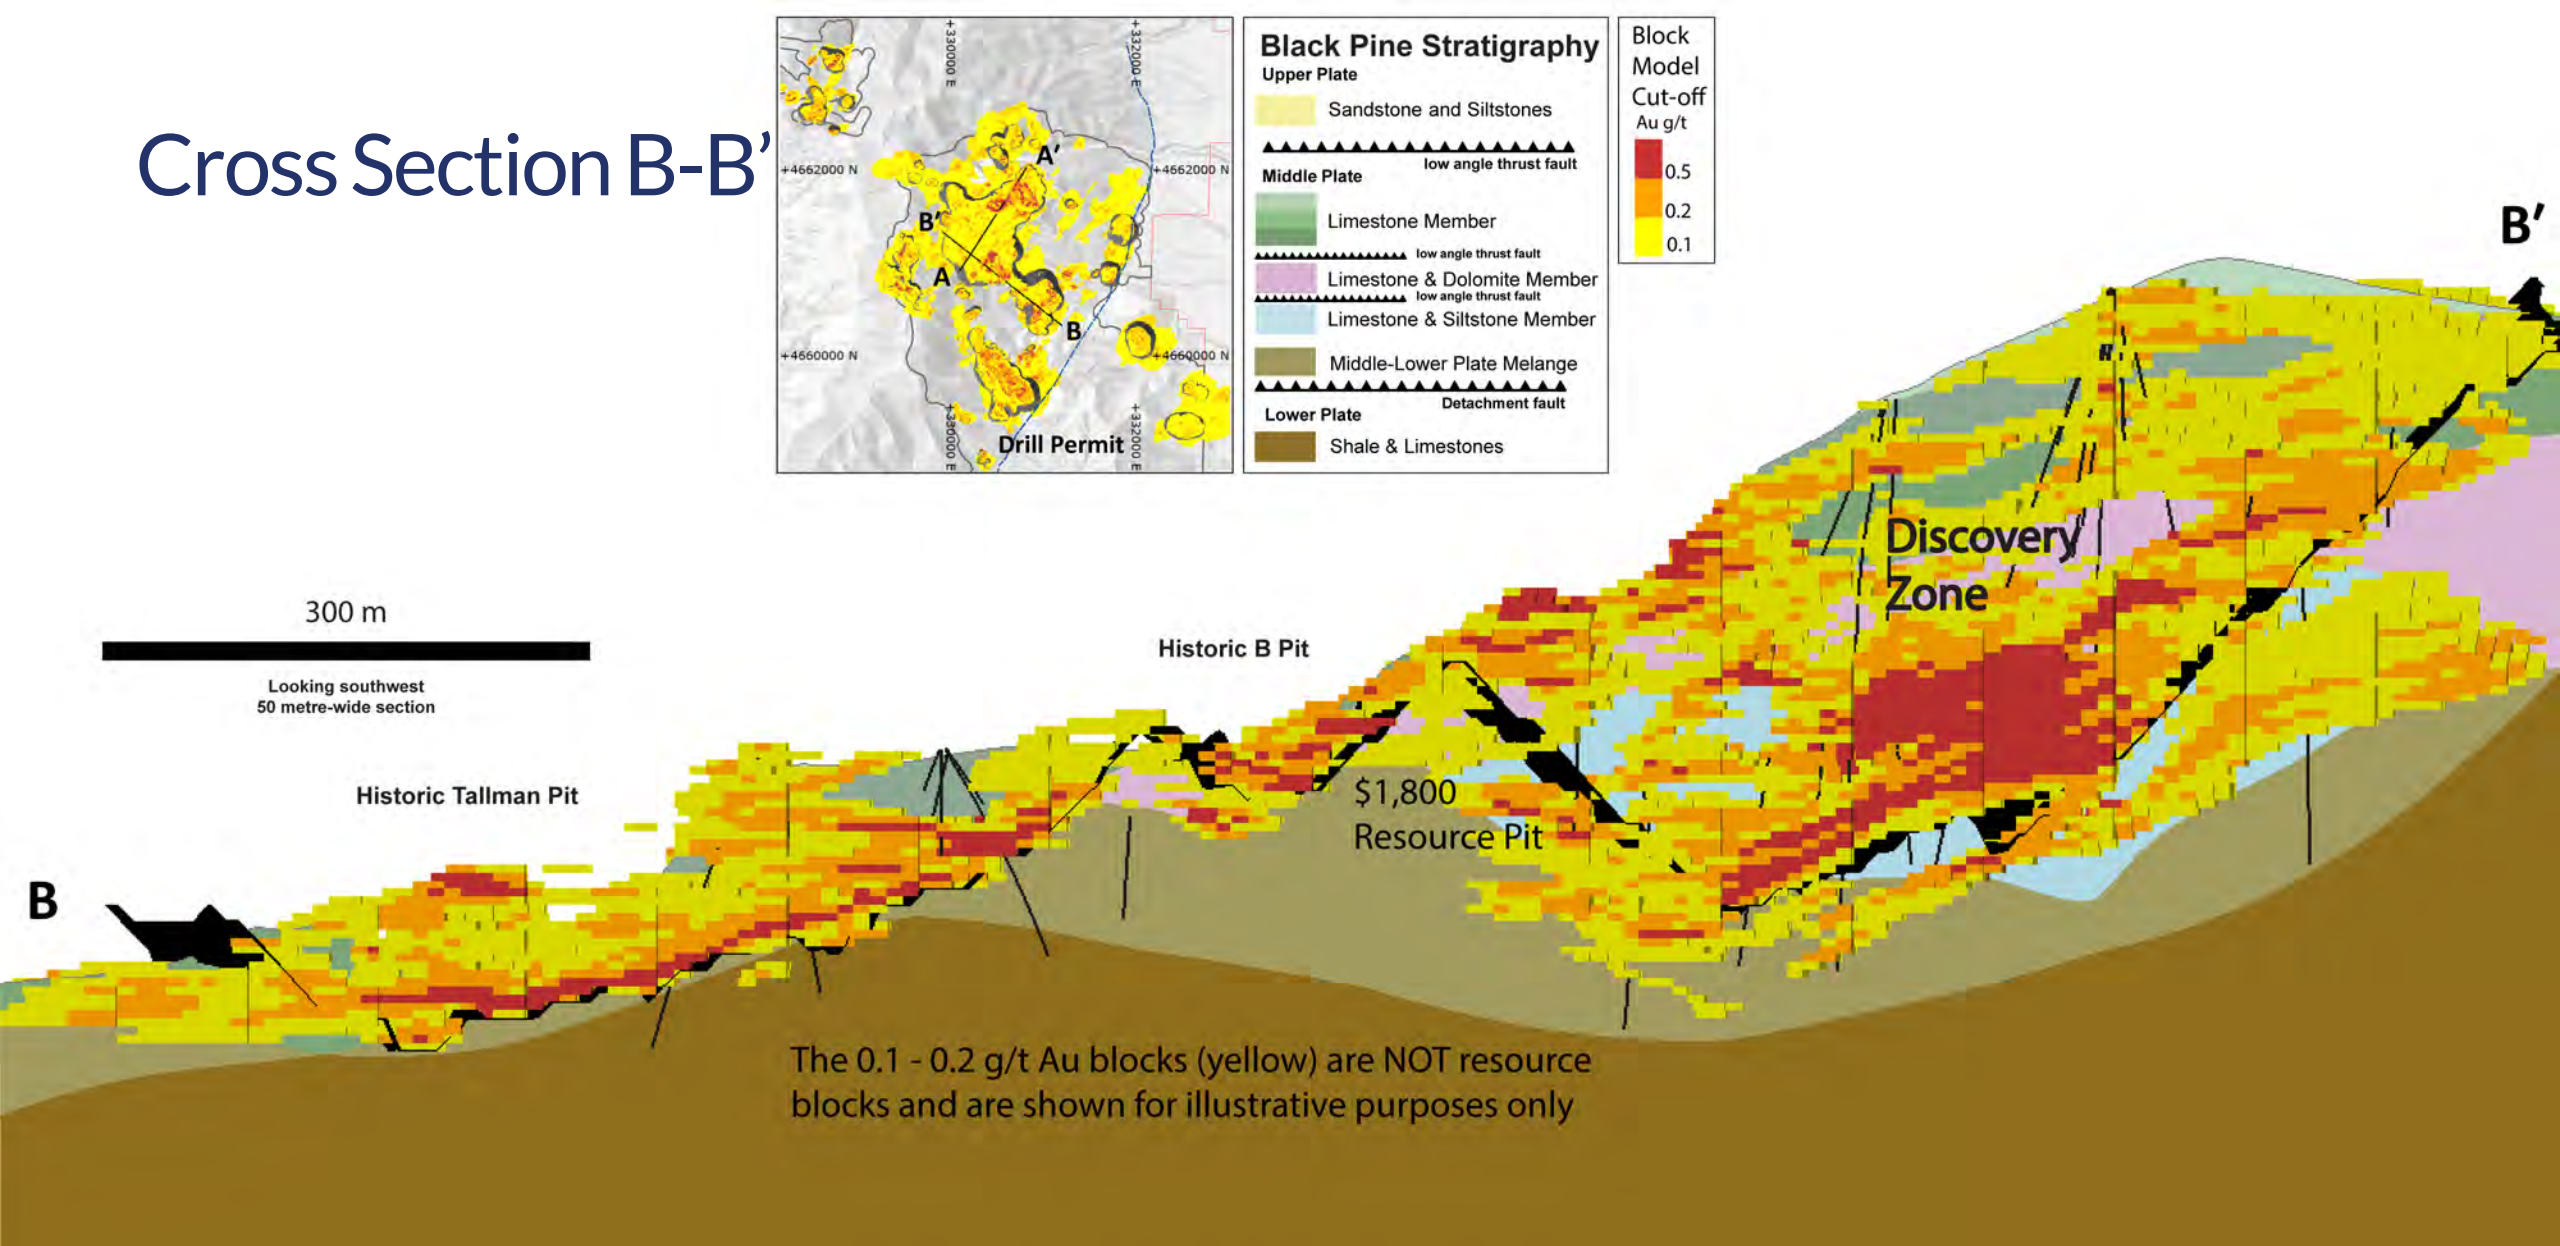 Cross Section B-B’
+330000 E
+332000 E
A′
+4662000 N
+4662000 N
B′
A
B
+4660000 N
+4660000 N
+330000 E
+332000 E
Drill Permit
Black Pine Stratigraphy
Upper Plate
Sandstone and Siltstones
low angle thrust fault
Middle Plate
Limestone Member
low angle thrust fault
Limestone & Dolomite Member
low angle thrust fault
Limestone & Siltstone Member
Middle-Lower Plate Melange
Detachment fault
Lower Plate
Shale & Limestones
Block
Model
Cut-off
Au g/t
0.5
0.2
0.1
B′
Discovery
Zone
300 m
Looking southwest
50 metre-wide section
Historic B Pit
Historic Tallman Pit
$1,800
Resource Pit
B
The 0.1 - 0.2 g/t Au blocks (yellow) are NOT resource
blocks and are shown for illustrative purposes only